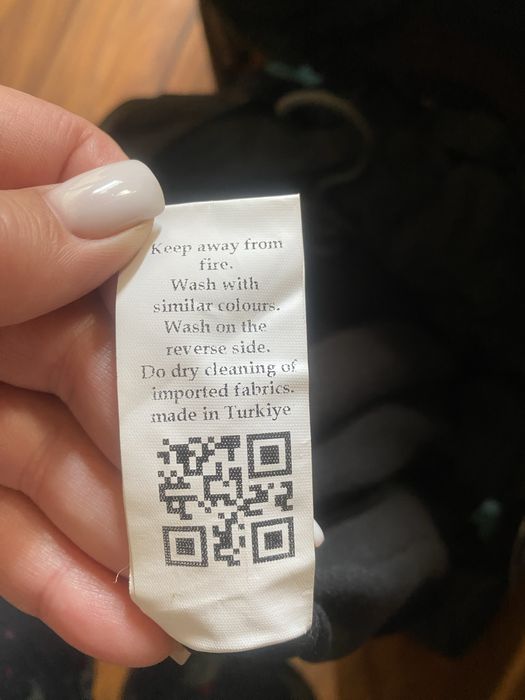 Keep away from
fire.
Wash with
similar colours.
Wash on the
reverse side.
Do dry cleaning of
imported fabrics.
made in Turkiye